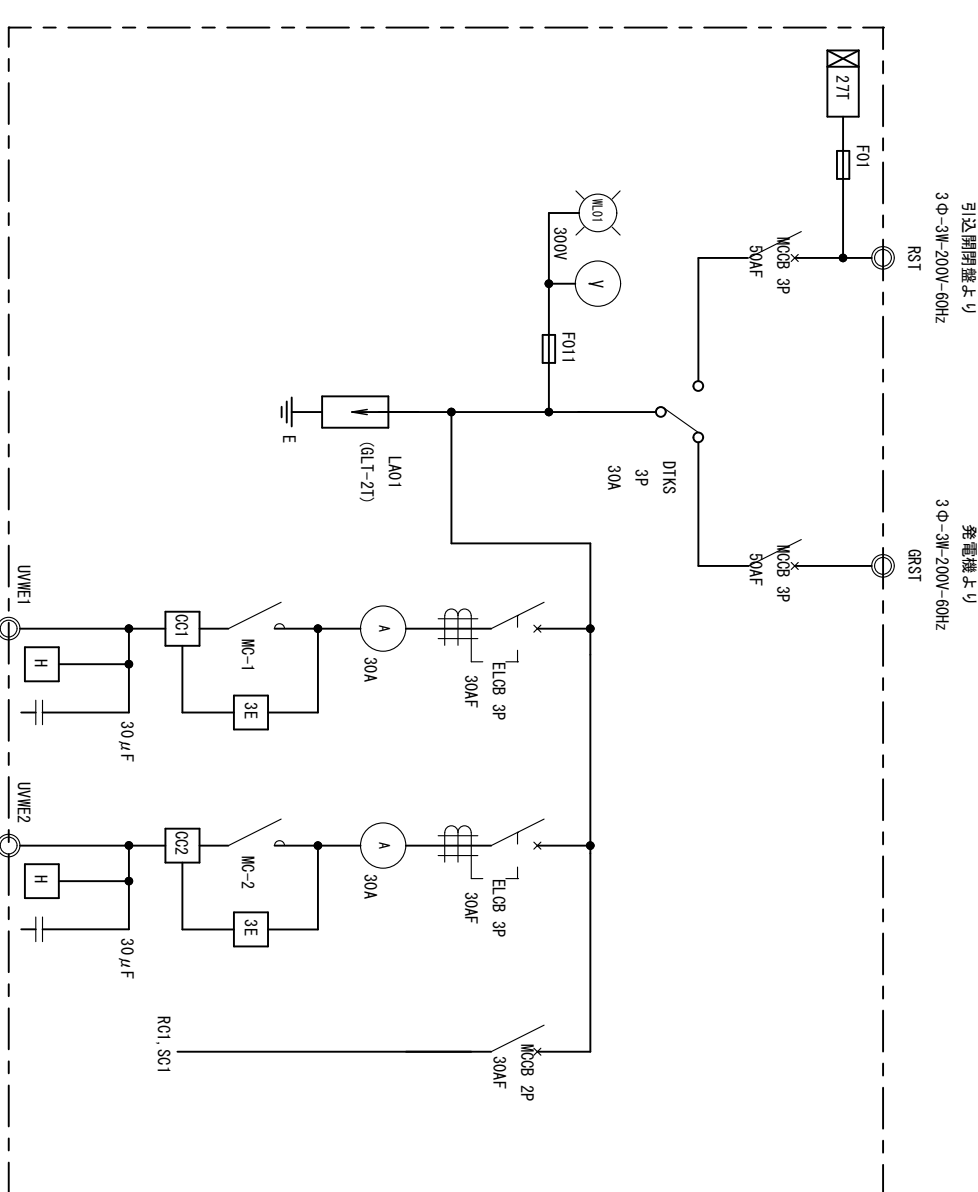 引込開閉盤より
3Φ-3W-200V-60Hz
RST
発電機より
3Φ-3W-200V-60Hz
GRST
27T
F01
MCCB 3P
50AF
MCCB 3P
50AF
DTKS
3P
30A
WL01
300V
V
F011
LA01
(GLT-2T)
E
ELCB 3P
30AF
A
30A
MC-1
3E
CC1
H
30μF
UVWE1
ELCB 3P
30AF
A
30A
MC-2
3E
CC2
H
30μF
UVWE2
MCCB 2P
30AF
RC1, SC1